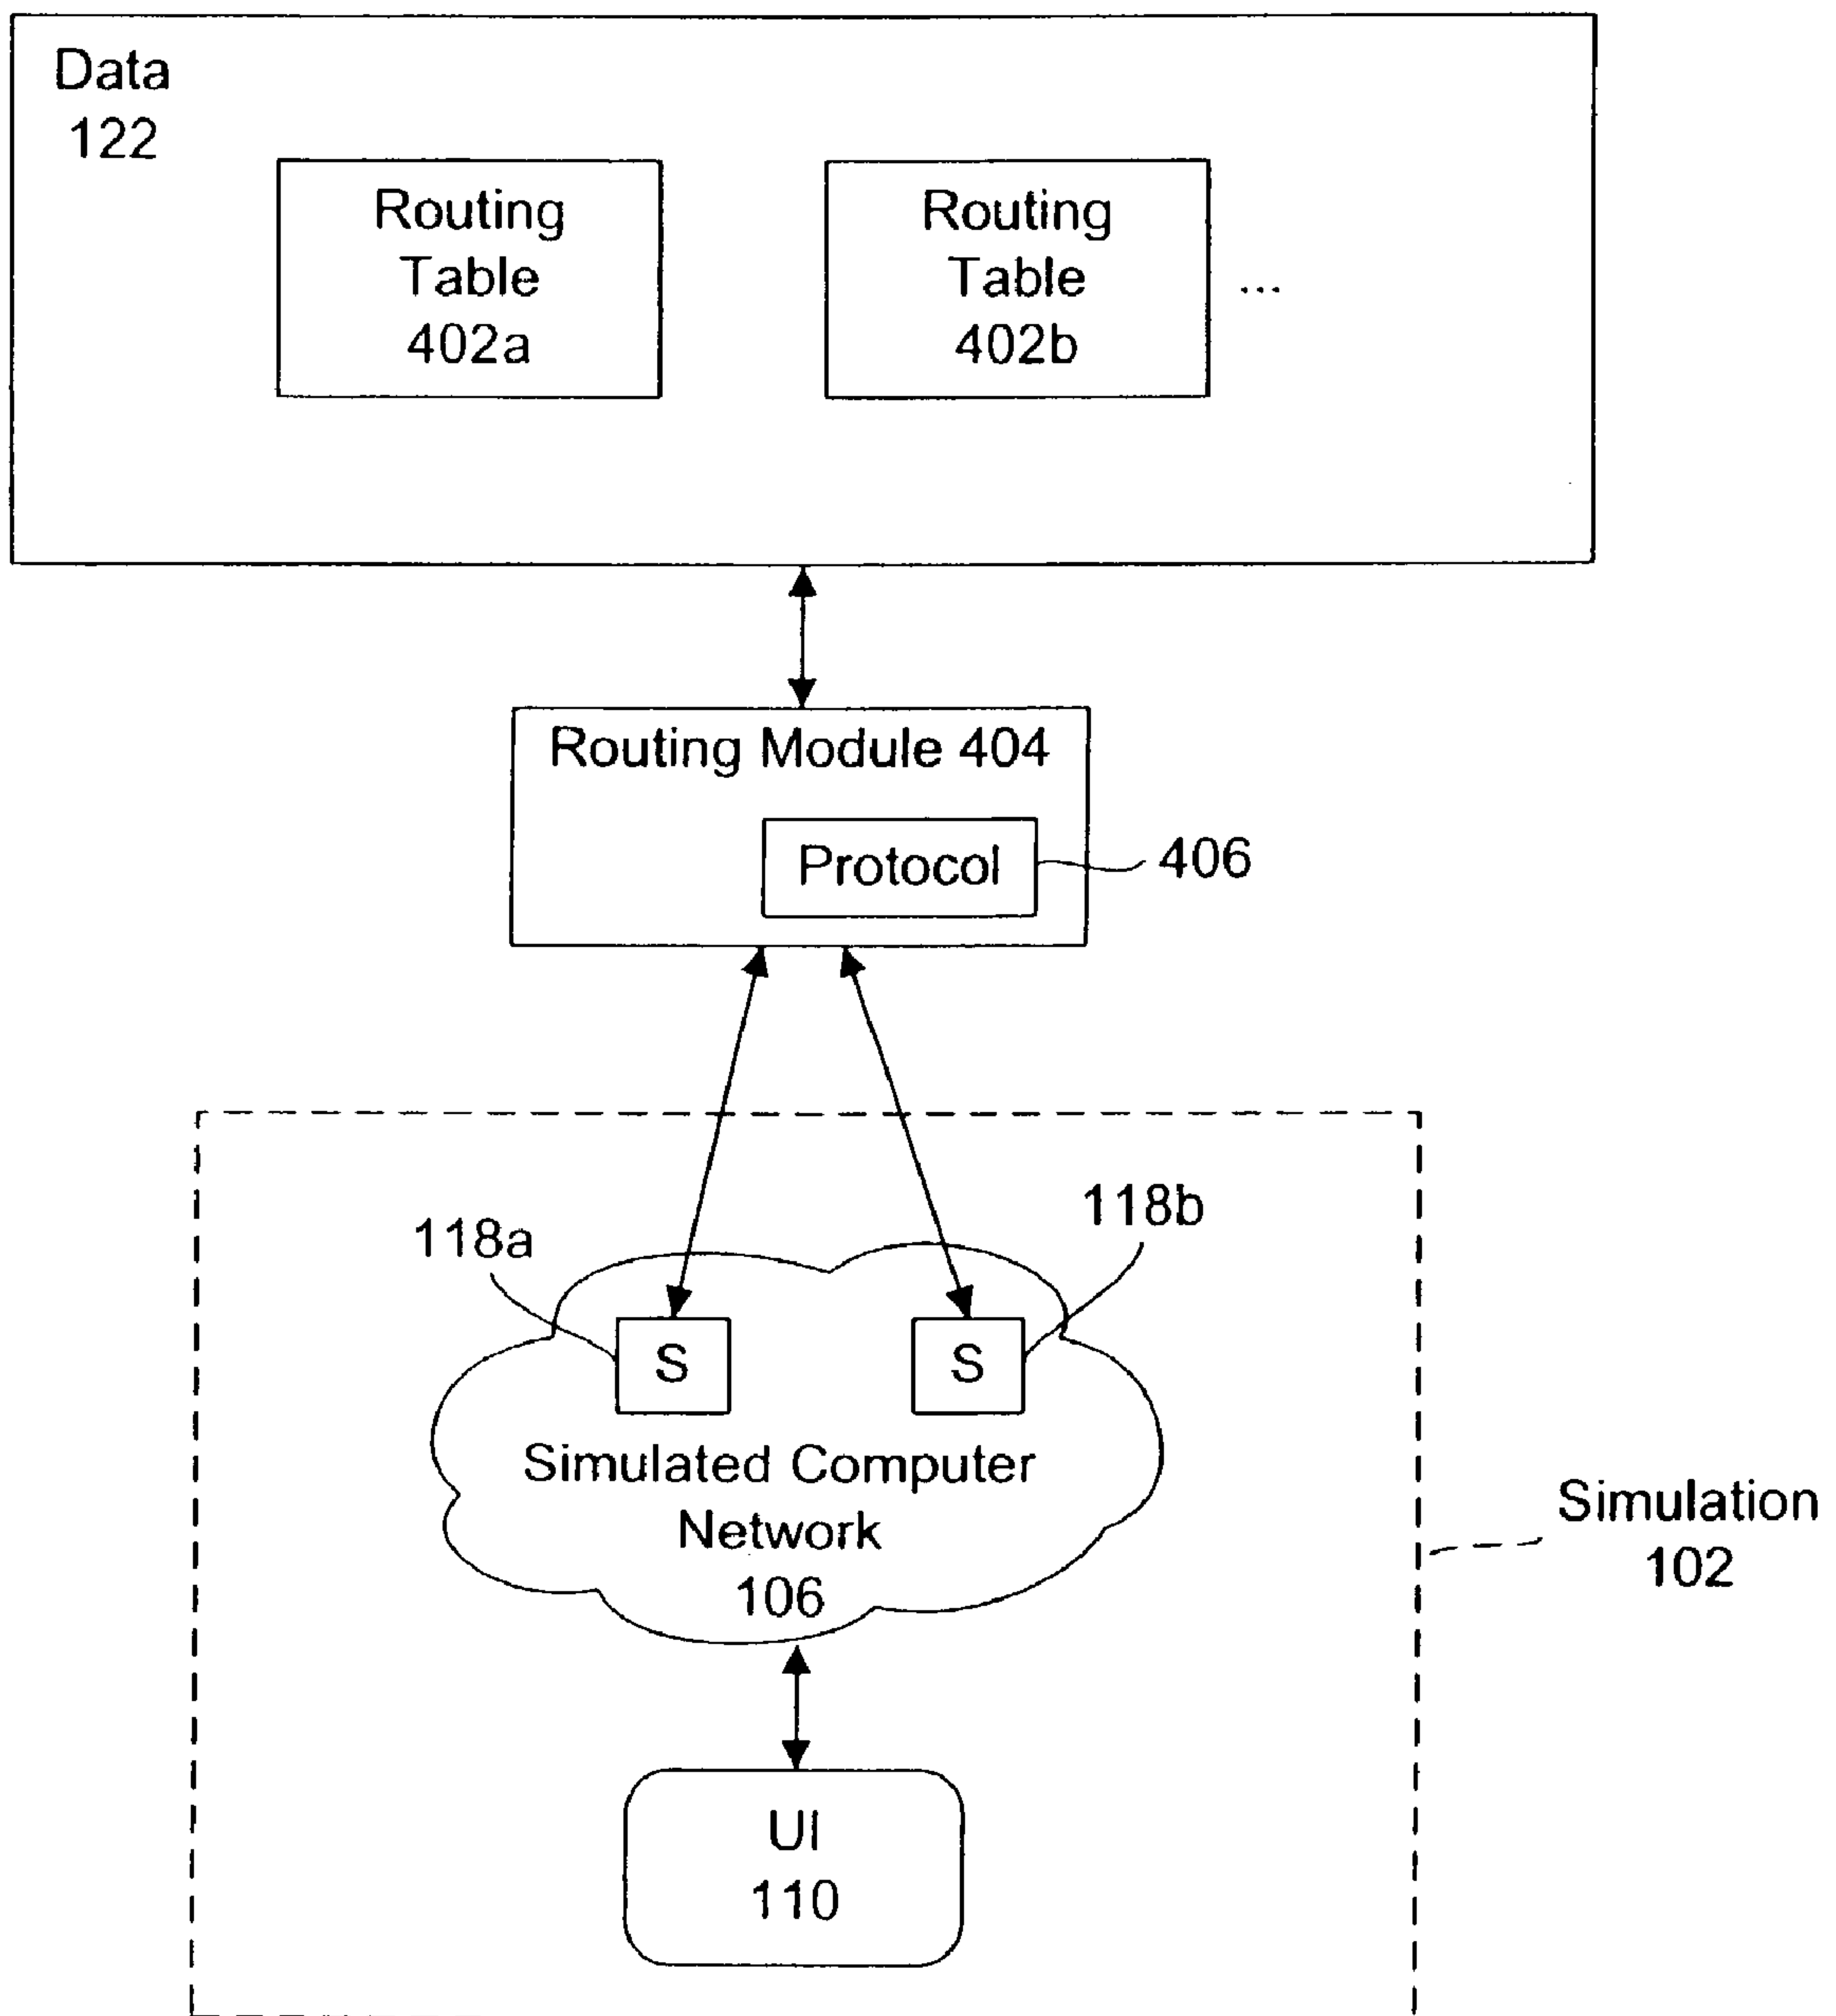 Data
122
Routing
Table
402a
Routing
Table
402b
...
Routing Module 404
Protocol
406
118a
118b
S
S
Simulated Computer
Network
106
Simulation
102
UI
110